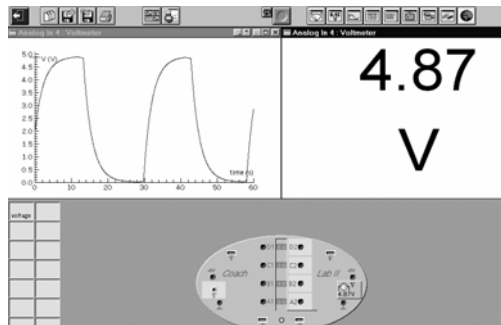 Analog In 4 : Voltmeter
Analog In 4 : Voltmeter
V (V)
5.0
4.5
4.0
3.5
3.0
2.5
2.0
1.5
1.0
0.5
0.0
time (s)
0 10 20 30 40 50 60
4.87
V
voltage
D1 D2
C1 C2
Coach Lab II
B1 B2
A1 A2
4.87V